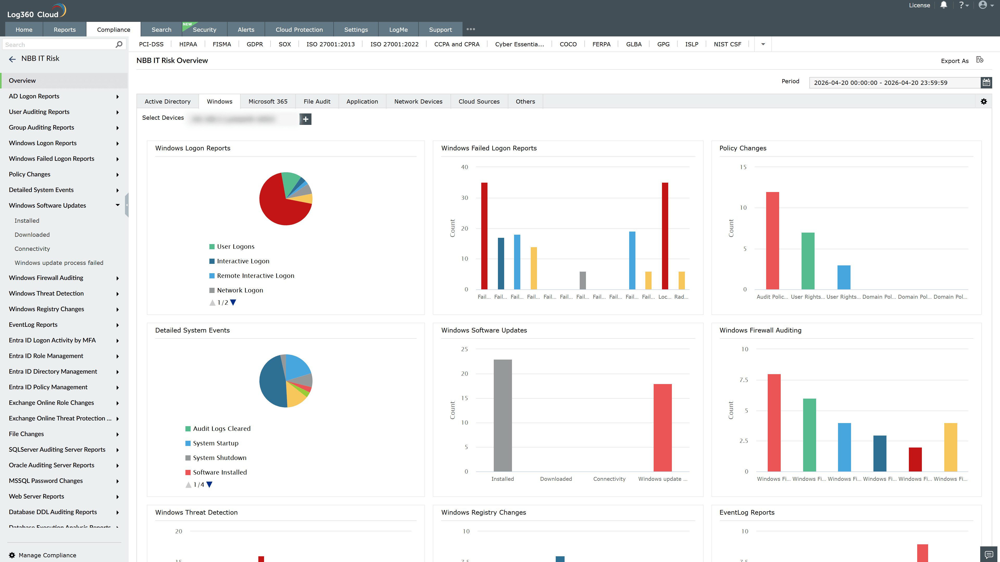 License
?
Log360 Cloud
Home
Reports
Compliance
Search
NEW
Security
Alerts
Cloud Protection
Settings
LogMe
Support
Search
PCI-DSS
HIPAA
FISMA
GDPR
SOX
ISO 27001:2013
ISO 27001:2022
CCPA and CPRA
Cyber Essentia...
COCO
FERPA
GLBA
GPG
ISLP
NIST CSF
NBB IT Risk
Overview
AD Logon Reports
User Auditing Reports
Group Auditing Reports
Windows Logon Reports
Windows Failed Logon Reports
Policy Changes
Detailed System Events
Windows Software Updates
Installed
Downloaded
Connectivity
Windows update process failed
Windows Firewall Auditing
Windows Threat Detection
Windows Registry Changes
EventLog Reports
Entra ID Logon Activity by MFA
Entra ID Role Management
Entra ID Directory Management
Entra ID Policy Management
Exchange Online Role Changes
Exchange Online Threat Protection ...
File Changes
SQLServer Auditing Server Reports
Oracle Auditing Server Reports
MSSQL Password Changes
Web Server Reports
Database DDL Auditing Reports
Database Execution Analysis Reports
Manage Compliance
NBB IT Risk Overview
Export As
Period
2026-04-20 00:00:00 - 2026-04-20 23:59:59
Active Directory
Windows
Microsoft 365
File Audit
Application
Network Devices
Cloud Sources
Others
Select Devices
Windows Logon Reports
User Logons
Interactive Logon
Remote Interactive Logon
Network Logon
1/2
Windows Failed Logon Reports
40
30
20
10
0
Count
Fail... Fail... Fail... Fail... Fail... Fail... Fail... Fail... Fail... Fail... Fail... Loc... Rad...
Policy Changes
15
10
5
0
Count
Audit Polic... User Rights... User Rights... Domain Pol... Domain Pol... Domain Pol...
Detailed System Events
Audit Logs Cleared
System Startup
System Shutdown
Software Installed
1/4
Windows Software Updates
25
20
15
10
5
0
Count
Installed Downloaded Connectivity Windows update ...
Windows Firewall Auditing
10
7.5
5
2.5
0
Count
Windows Fi... Windows Fi... Windows Fi... Windows Fi... Windows Fi... Windows Fi...
Windows Threat Detection
20
15
Windows Registry Changes
10
7.5
EventLog Reports
10
7.5